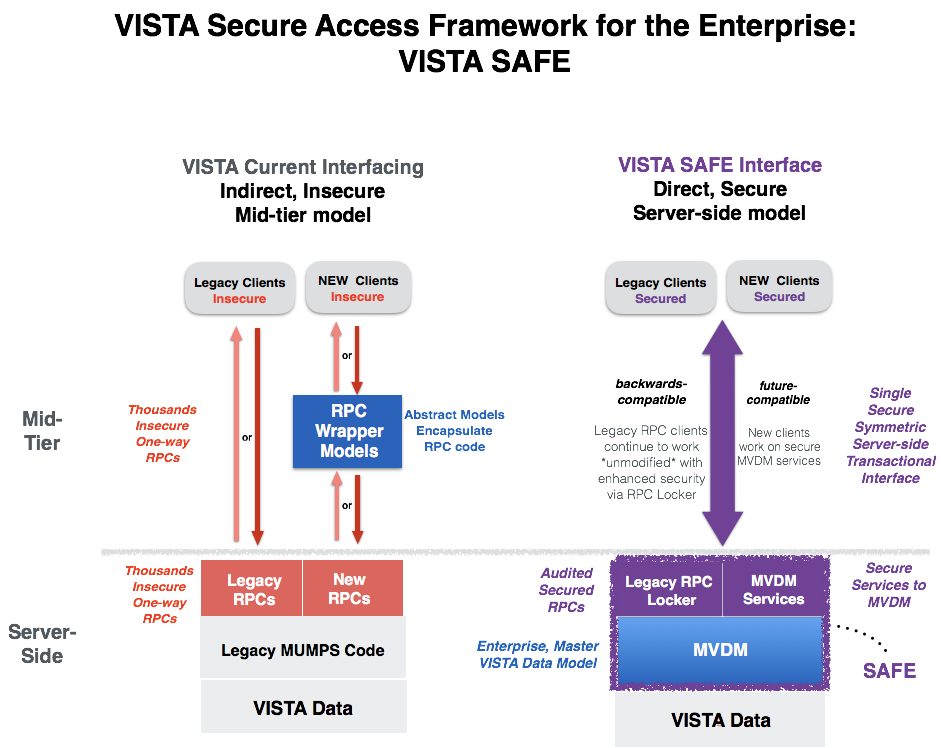 VISTA Secure Access Framework for the Enterprise:
VISTA SAFE
VISTA Current Interfacing
Indirect, Insecure
Mid-tier model
Legacy Clients
Insecure
NEW Clients
Insecure
or
or
or
Thousands
Insecure
One-way
RPCs
RPC
Wrapper
Models
Abstract Models
Encapsulate
RPC code
Mid-
Tier
Thousands
Insecure
One-way
RPCs
Legacy
RPCs
New
RPCs
Legacy MUMPS Code
VISTA Data
Server-
Side
VISTA SAFE Interface
Direct, Secure
Server-side model
Legacy Clients
Secured
NEW Clients
Secured
backwards-
compatible
Legacy RPC clients
continue to work
*unmodified* with
enhanced security
via RPC Locker
future-
compatible
New clients
work on secure
MVDM services
Single
Secure
Symmetric
Server-side
Transactional
Interface
Audited
Secured
RPCs
Legacy RPC
Locker
MVDM
Services
Secure
Services to
MVDM
Enterprise, Master
VISTA Data Model
MVDM
SAFE
VISTA Data